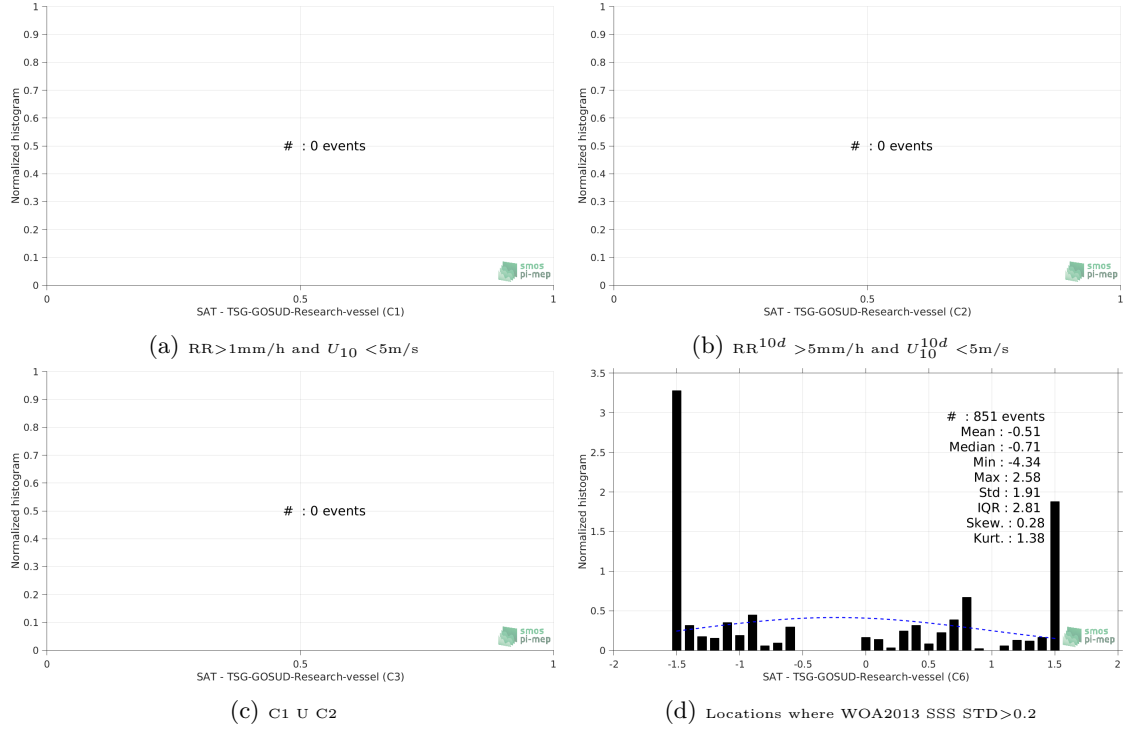 1
0.9
0.8
0.7
0.6
0.5
0.4
0.3
0.2
0.1
0
Normalized histogram
# : 0 events
smos
pi-mep
0 0.5 1
SAT - TSG-GOSUD-Research-vessel (C1)
(a) RR>1mm/h and U10 <5m/s
1
0.9
0.8
0.7
0.6
0.5
0.4
0.3
0.2
0.1
0
Normalized histogram
# : 0 events
smos
pi-mep
0 0.5 1
SAT - TSG-GOSUD-Research-vessel (C2)
(b) RR10d >5mm/h and U10d10 <5m/s
1
0.9
0.8
0.7
0.6
0.5
0.4
0.3
0.2
0.1
0
Normalized histogram
# : 0 events
smos
pi-mep
0 0.5 1
SAT - TSG-GOSUD-Research-vessel (C3)
(c) C1 U C2
3.5
3
2.5
2
1.5
1
0.5
0
Normalized histogram
# : 851 events
Mean : -0.51
Median : -0.71
Min : -4.34
Max : 2.58
Std : 1.91
IQR : 2.81
Skew. : 0.28
Kurt. : 1.38
smos
pi-mep
-2 -1.5 -1 -0.5 0 0.5 1 1.5 2
SAT - TSG-GOSUD-Research-vessel (C6)
(d) Locations where WOA2013 SSS STD>0.2